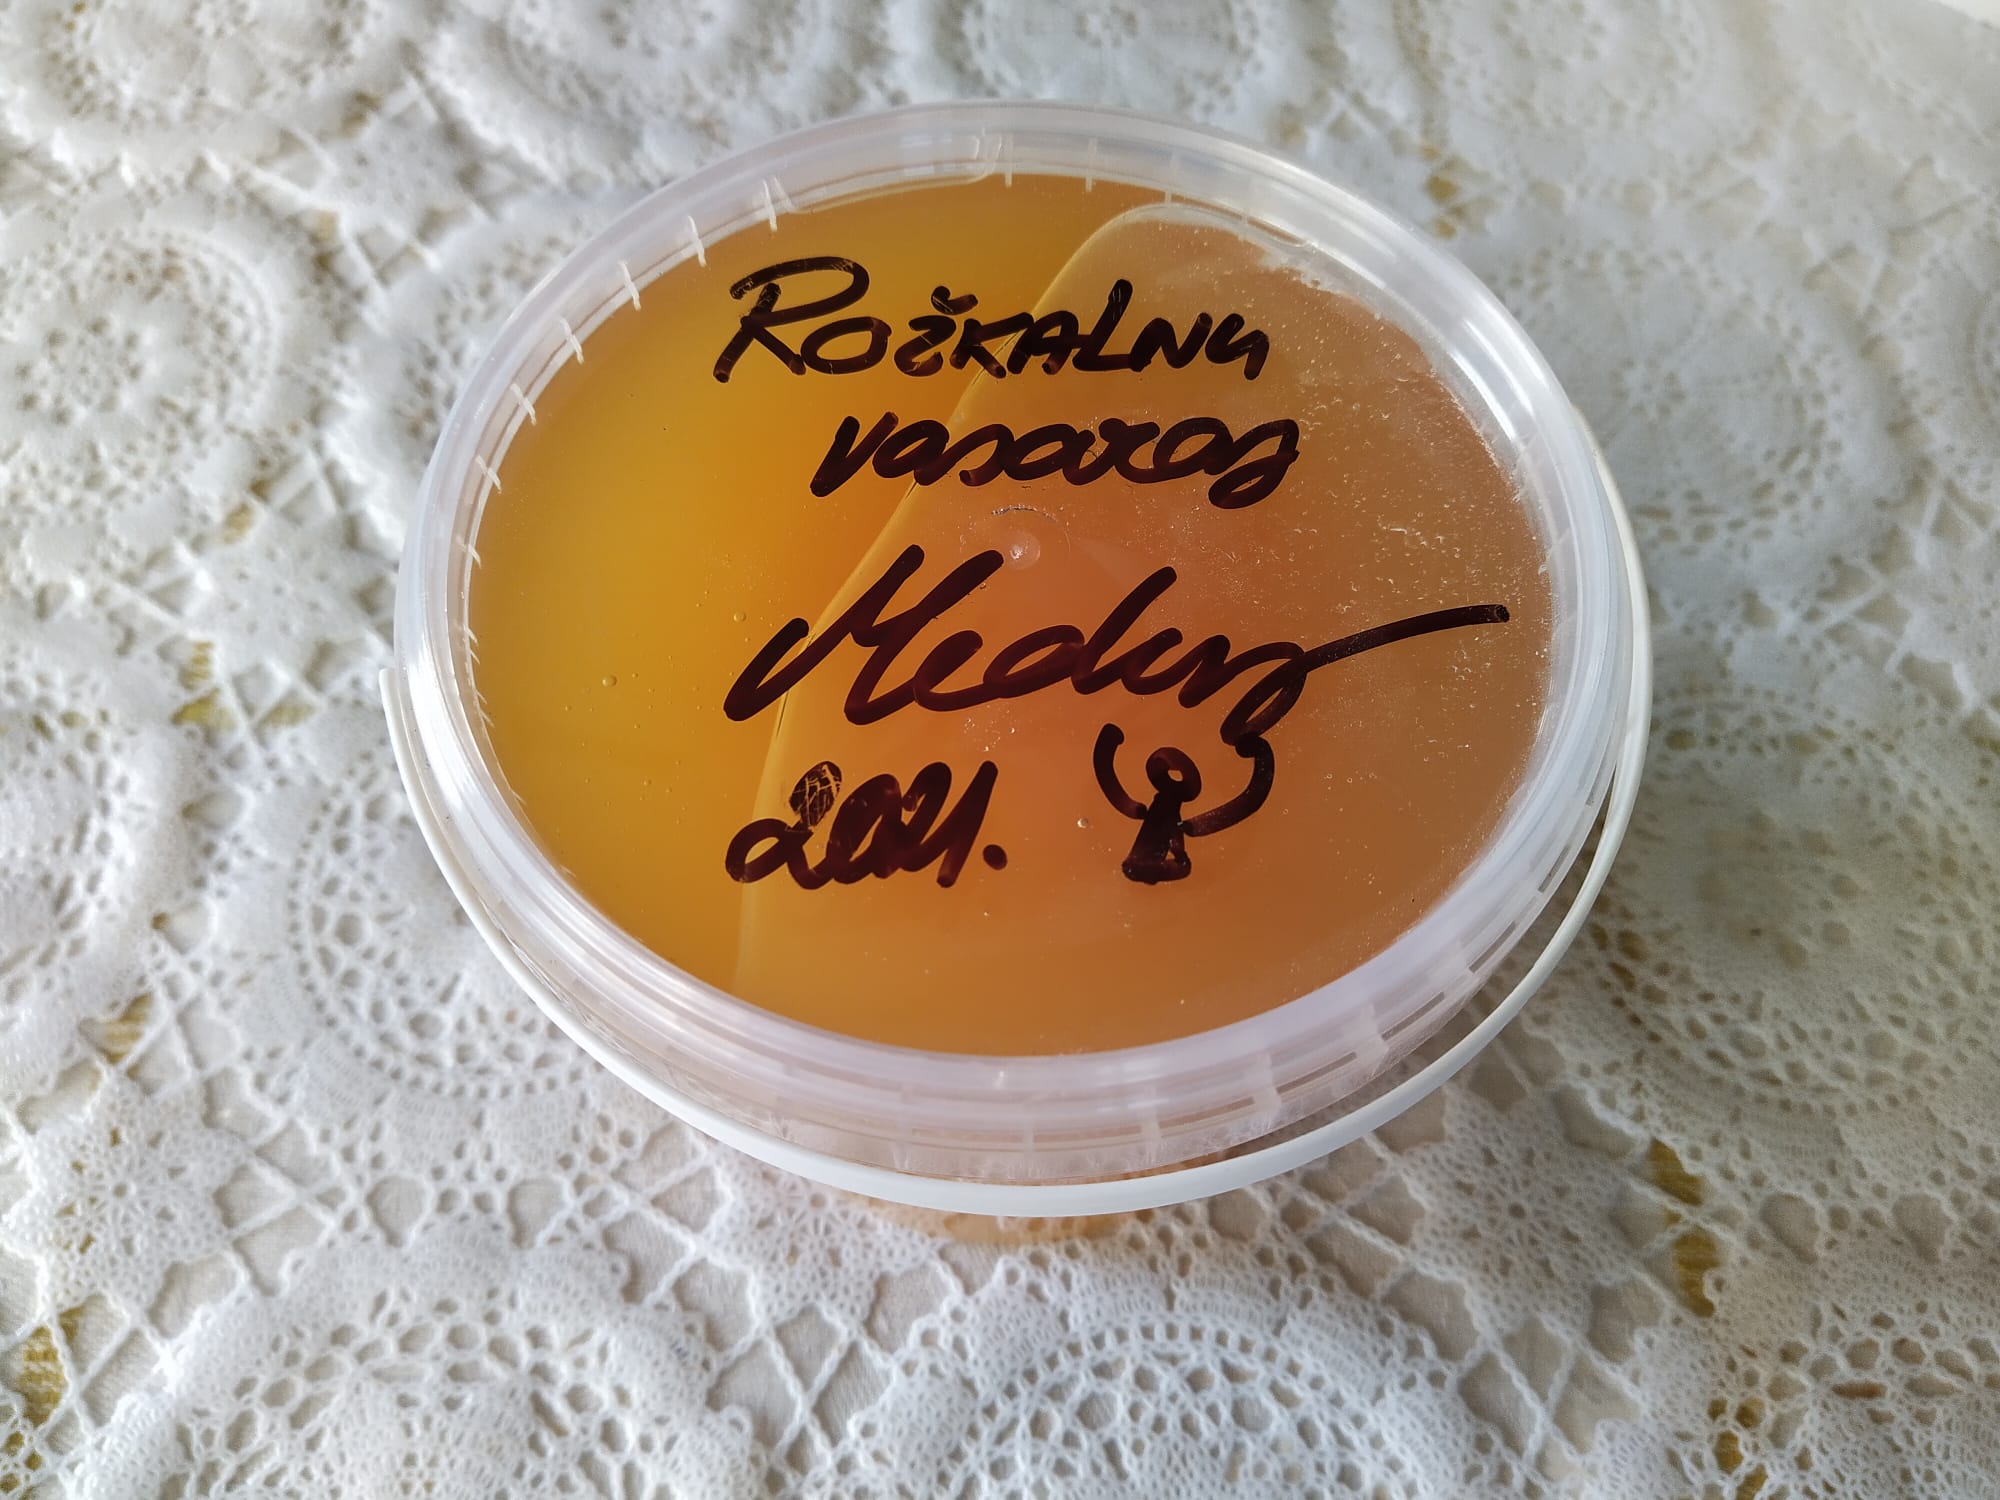 Rožkalnu
vasaras
Medus
2021.